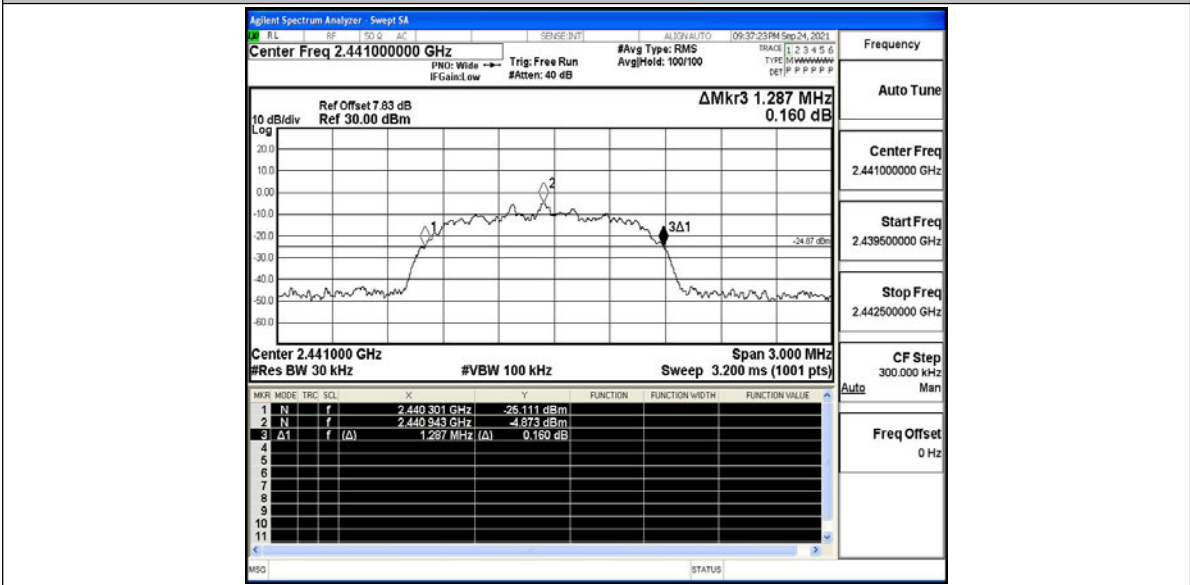 Agilent Spectrum Analyzer - Swept SA
RL RF 50 Ω AC SENSE:INT ALIGNAUTO 09:37:23PM Sep 24, 2021
Center Freq 2.441000000 GHz #Avg Type: RMS TRACE 1 2 3 4 5 6
PNO: Wide Trig: Free Run Avg|Hold: 100/100 TYPE MWWWWW
IFGain:Low #Atten: 40 dB DET P P P P P P
Frequency
Auto Tune
ΔMkr3 1.287 MHz
Ref Offset 7.83 dB
10 dB/div Ref 30.00 dBm 0.160 dB
Log
20.0
10.0
0.00
-10.0
-20.0
-30.0
-40.0
-50.0
-60.0
1
2
3Δ1
-24.87 dBm
Center 2.441000 GHz Span 3.000 MHz
#Res BW 30 kHz #VBW 100 kHz Sweep 3.200 ms (1001 pts)
MKR MODE TRC SCL X Y FUNCTION FUNCTION WIDTH FUNCTION VALUE
1 N f 2.440 301 GHz -25.111 dBm
2 N f 2.440 943 GHz -4.873 dBm
3 Δ1 f (Δ) 1.287 MHz (Δ) 0.160 dB
4
5
6
7
8
9
10
11
Center Freq
2.441000000 GHz
Start Freq
2.439500000 GHz
Stop Freq
2.442500000 GHz
CF Step
300.000 kHz
Auto Man
Freq Offset
0 Hz
MSG STATUS